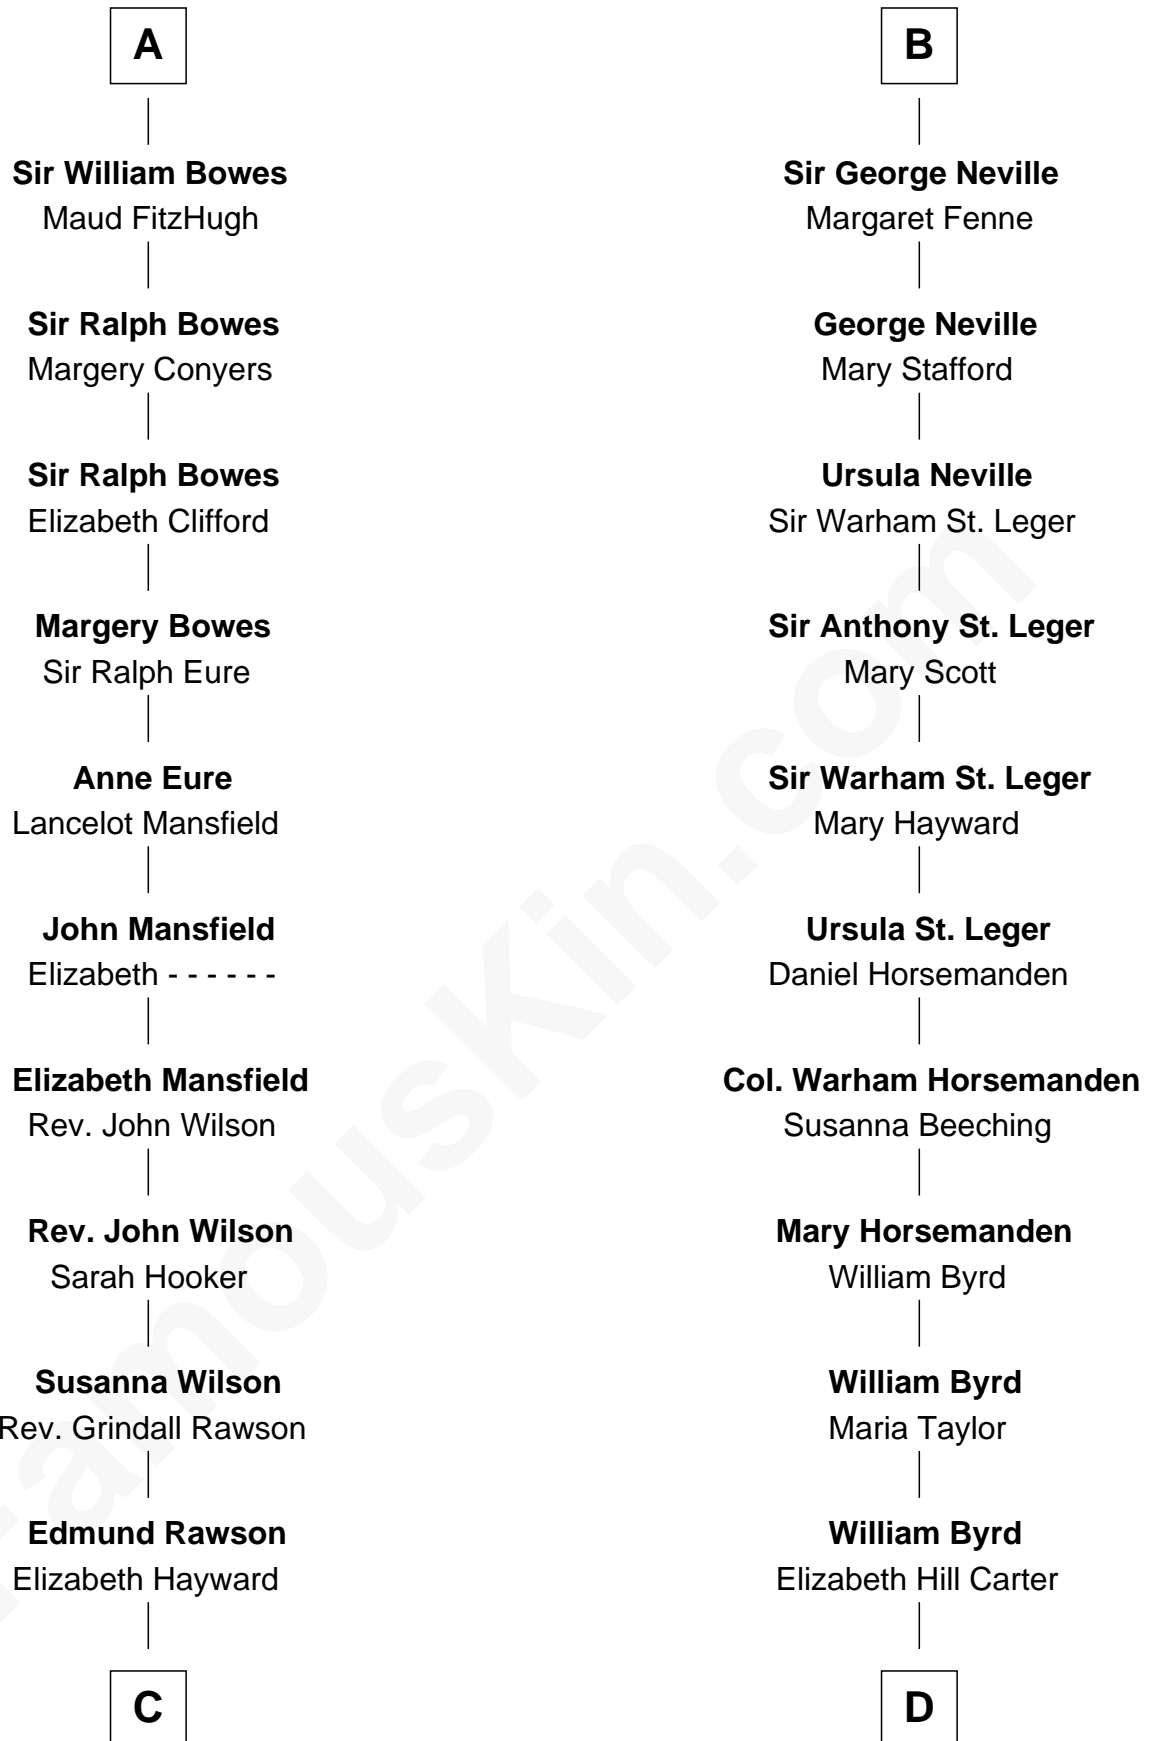 A
Sir William Bowes
Maud FitzHugh
Sir Ralph Bowes
Margery Conyers
Sir Ralph Bowes
Elizabeth Clifford
Margery Bowes
Sir Ralph Eure
Anne Eure
Lancelot Mansfield
John Mansfield
Elizabeth - - - - - -
Elizabeth Mansfield
Rev. John Wilson
Rev. John Wilson
Sarah Hooker
Susanna Wilson
Rev. Grindall Rawson
Edmund Rawson
Elizabeth Hayward
C
B
Sir George Neville
Margaret Fenne
George Neville
Mary Stafford
Ursula Neville
Sir Warham St. Leger
Sir Anthony St. Leger
Mary Scott
Sir Warham St. Leger
Mary Hayward
Ursula St. Leger
Daniel Horsemanden
Col. Warham Horsemanden
Susanna Beeching
Mary Horsemanden
William Byrd
William Byrd
Maria Taylor
William Byrd
Elizabeth Hill Carter
D
FamousKin.com